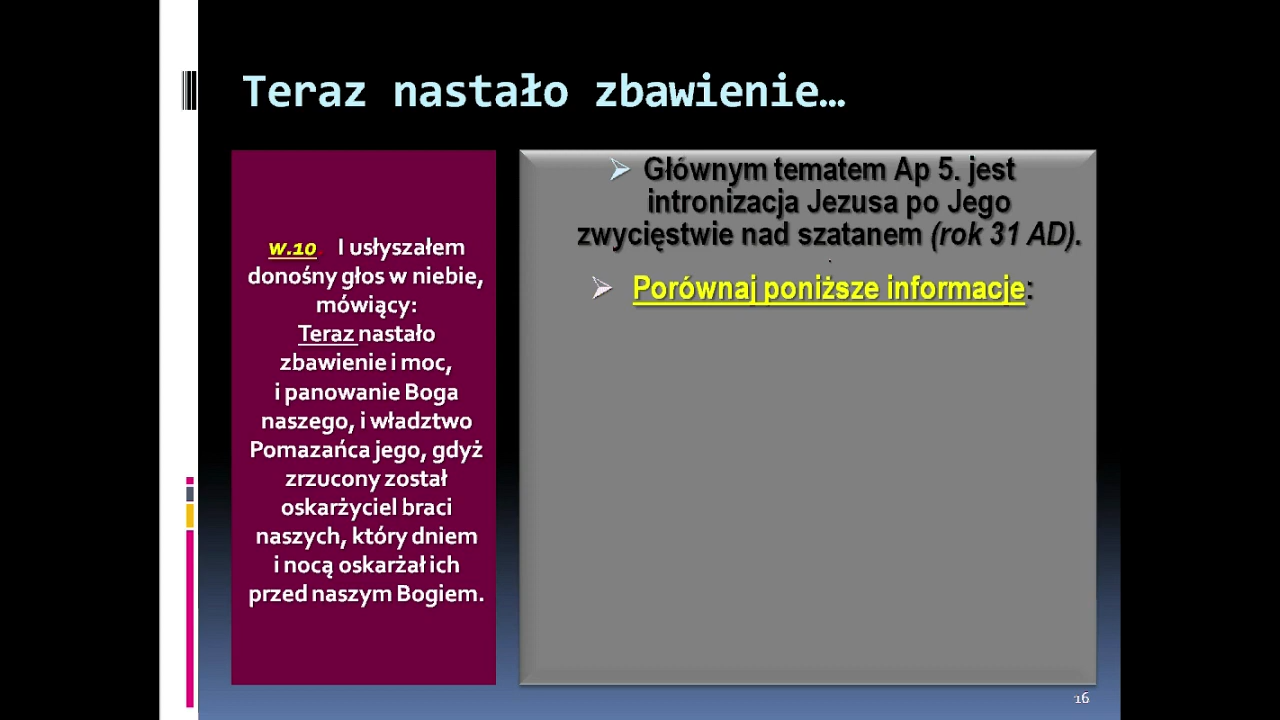 Teraz nastało zbawienie…
w.10 I usłyszałem
donośny głos w niebie,
mówiący:
Teraz nastało
zbawienie i moc,
i panowanie Boga
naszego, i władztwo
Pomazańca jego, gdyż
zrzucony został
oskarżyciel braci
naszych, który dniem
i nocą oskarżał ich
przed naszym Bogiem.
Głównym tematem Ap 5. jest
intronizacja Jezusa po Jego
zwycięstwie nad szatanem (rok 31 AD).
.
Porównaj poniższe informacje:
16